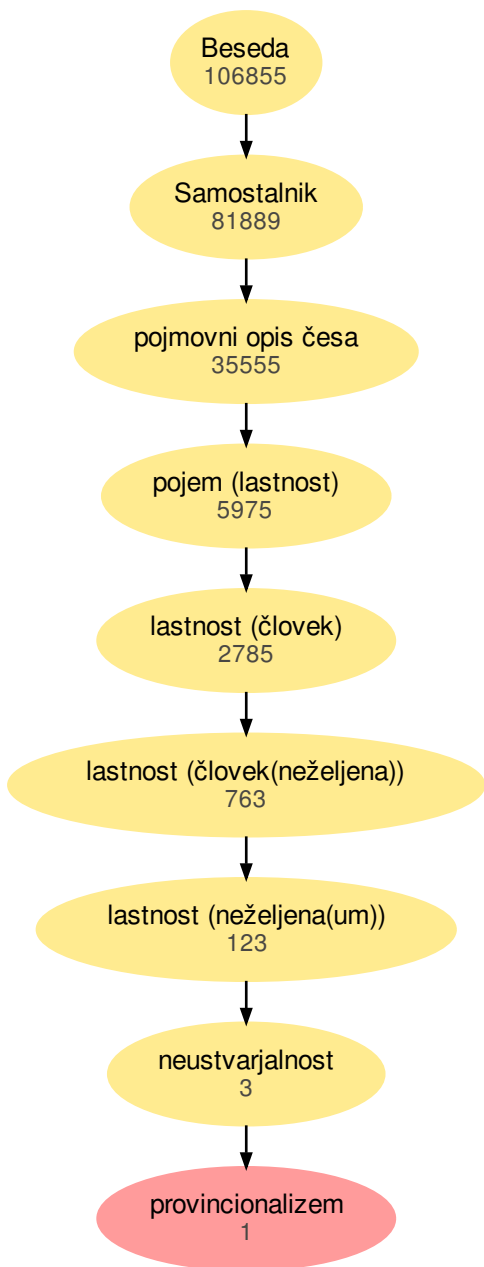 Beseda
106855
Samostalnik
81889
pojmovni opis česa
35555
pojem (lastnost)
5975
lastnost (človek)
2785
lastnost (človek(neželjena))
763
lastnost (neželjena(um))
123
neustvarjalnost
3
provincionalizem
1